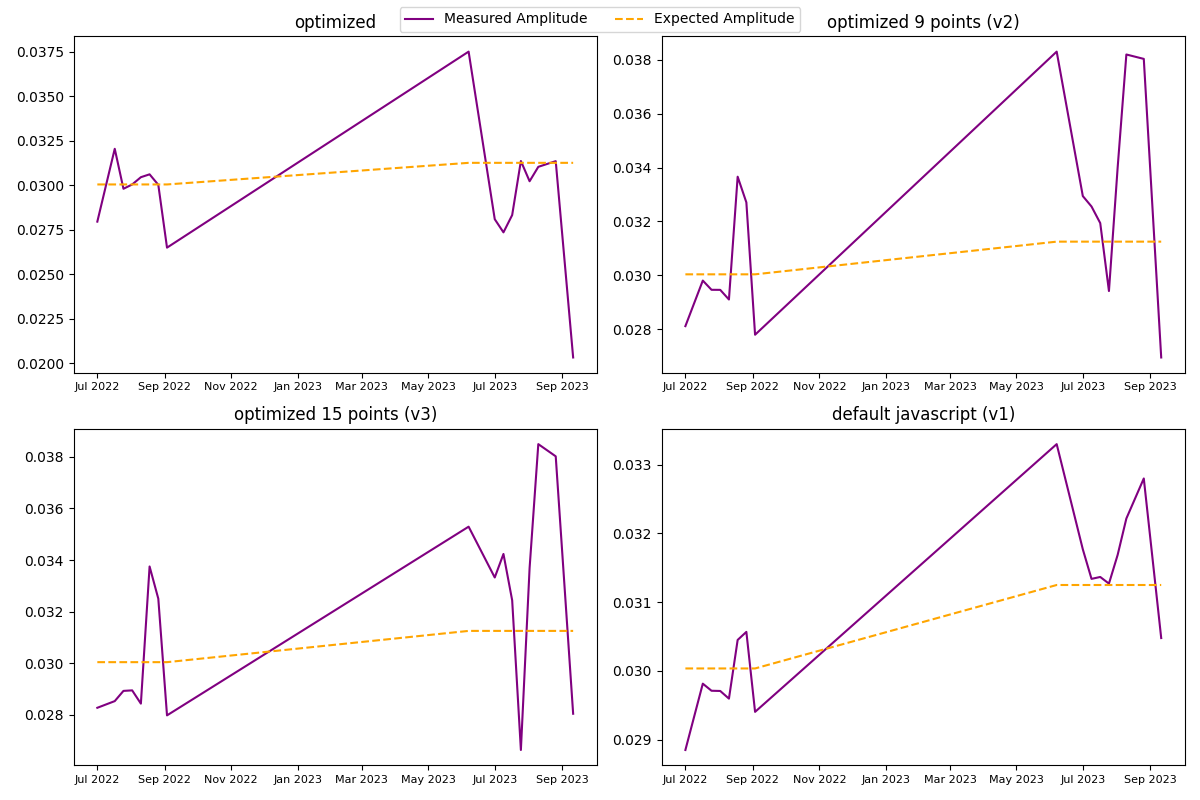 optimized
Measured Amplitude
Expected Amplitude
optimized 9 points (v2)
0.0375
0.0350
0.0325
0.0300
0.0275
0.0250
0.0225
0.0200
Jul 2022 Sep 2022 Nov 2022 Jan 2023 Mar 2023 May 2023 Jul 2023 Sep 2023
0.038
0.036
0.034
0.032
0.030
0.028
Jul 2022 Sep 2022 Nov 2022 Jan 2023 Mar 2023 May 2023 Jul 2023 Sep 2023
optimized 15 points (v3)
0.038
0.036
0.034
0.032
0.030
0.028
Jul 2022 Sep 2022 Nov 2022 Jan 2023 Mar 2023 May 2023 Jul 2023 Sep 2023
default javascript (v1)
0.033
0.032
0.031
0.030
0.029
Jul 2022 Sep 2022 Nov 2022 Jan 2023 Mar 2023 May 2023 Jul 2023 Sep 2023